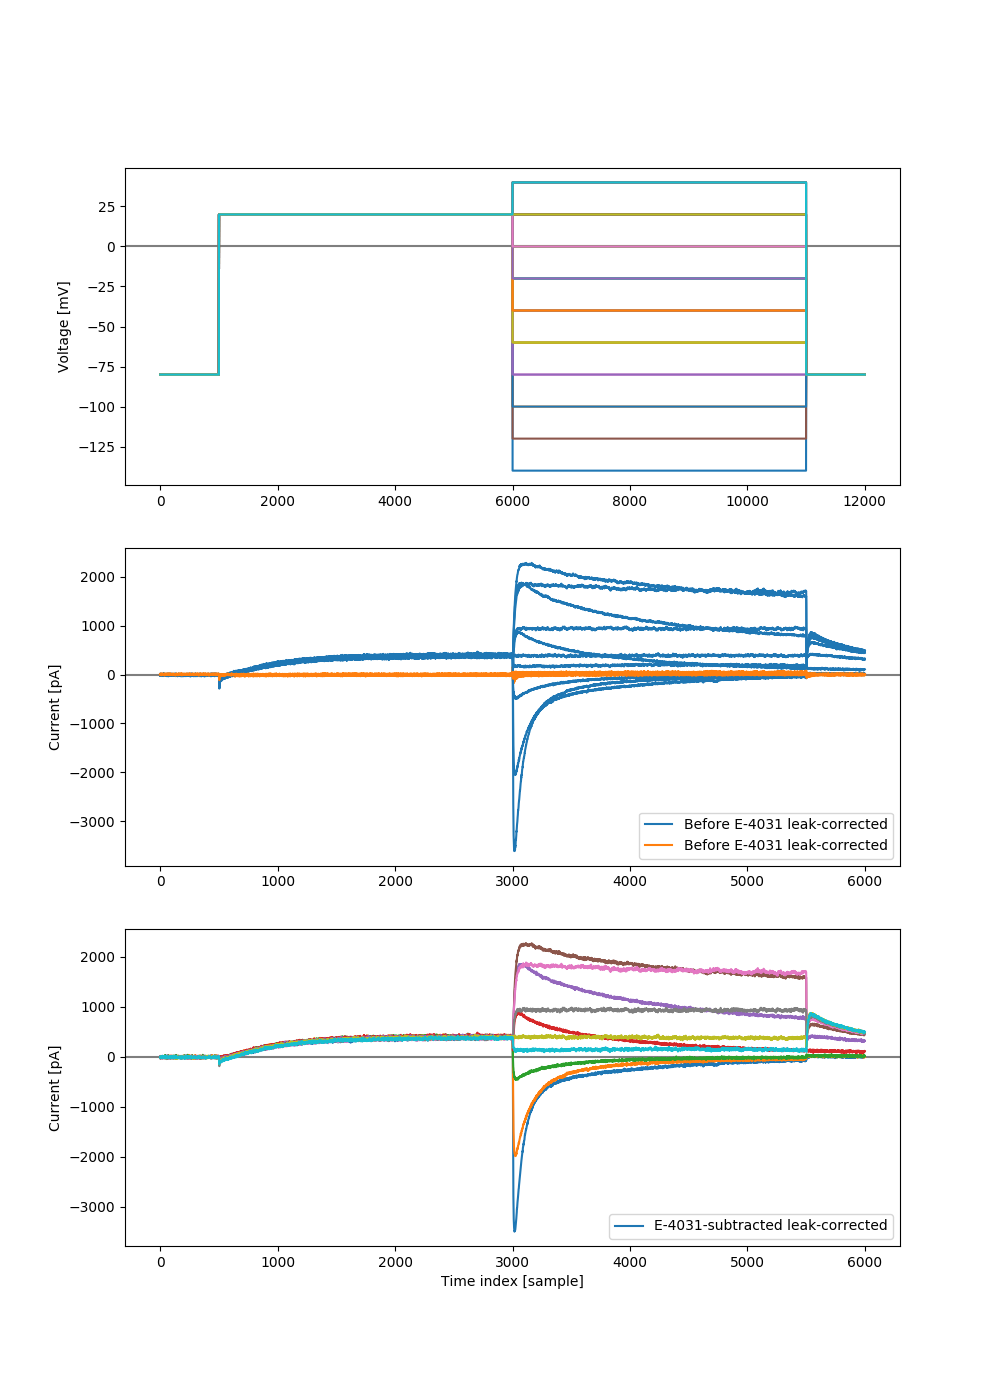 25
0
−25
−50
−75
−100
−125
Voltage [mV]
0 2000 4000 6000 8000 10000 12000
2000
1000
0
−1000
−2000
−3000
Current [pA]
Before E-4031 leak-corrected
Before E-4031 leak-corrected
0 1000 2000 3000 4000 5000 6000
2000
1000
0
−1000
−2000
−3000
Current [pA]
E-4031-subtracted leak-corrected
0 1000 2000 3000 4000 5000 6000
Time index [sample]